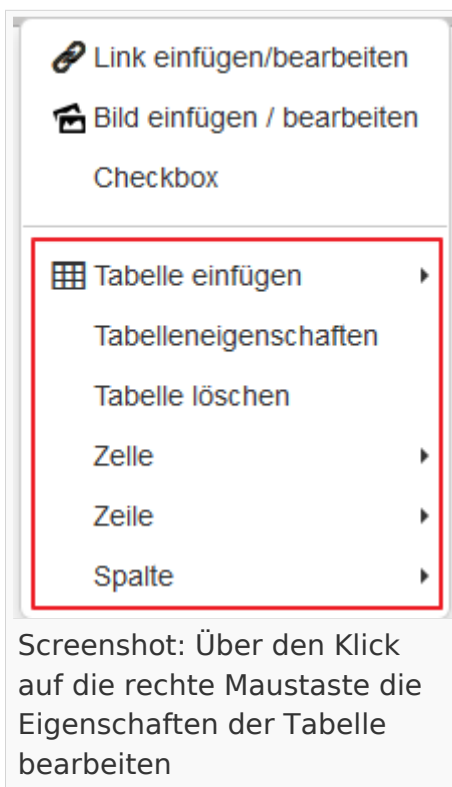 Link einfügen/bearbeiten
Bild einfügen / bearbeiten
Checkbox
Tabelle einfügen
Tabelleneigenschaften
Tabelle löschen
Zelle
Zeile
Spalte
Screenshot: Über den Klick
auf die rechte Maustaste die
Eigenschaften der Tabelle
bearbeiten